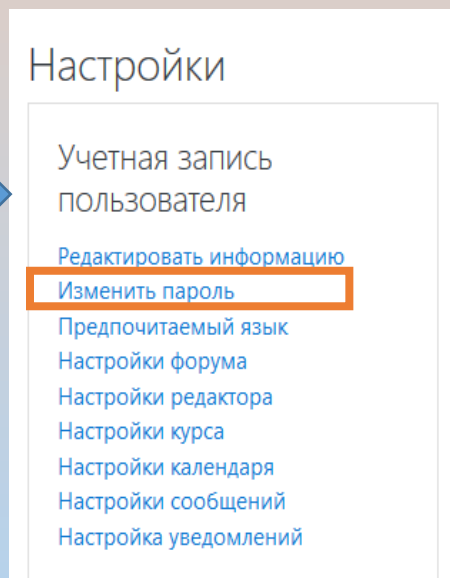 Настройки
Учетная запись
пользователя
Редактировать информацию
Изменить пароль
Предпочитаемый язык
Настройки форума
Настройки редактора
Настройки курса
Настройки календаря
Настройки сообщений
Настройка уведомлений